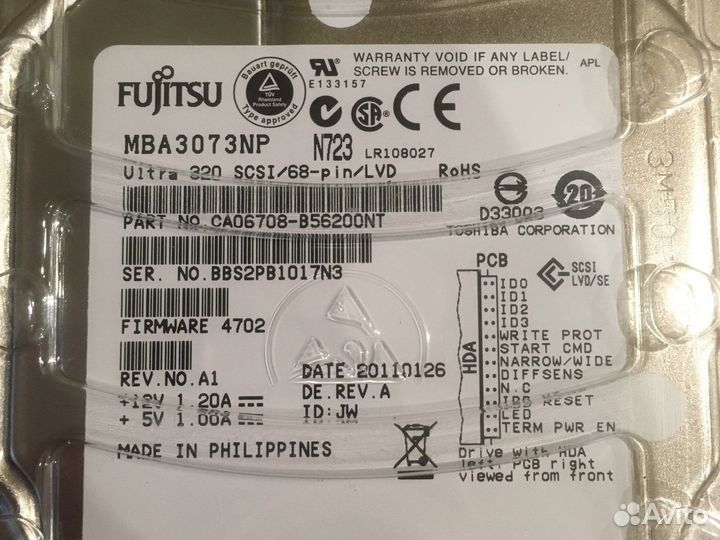 FUJITSU
Bauart geprüft
TÜV
Rheinland
Product Safety
Type approved
E133157
WARRANTY VOID IF ANY LABEL/
SCREW IS REMOVED OR BROKEN.
APL
MBA3073NP N723 LR108027
Ultra 320 SCSI/68-pin/LVD RoHS
PART NO.CA06708-B56200NT
D33003
TOSHIBA CORPORATION
20
SER. NO.BBS2PB1017N3
FIRMWARE 4702
REV.NO.A1
DATE 20110126
DE.REV.A
ID:JW
+12V 1.20A
+ 5V 1.00A
MADE IN PHILIPPINES
PCB
SCSI
LVD/SE
HDA
ID0
ID1
ID2
ID3
WRITE PROT
START CMD
NARROW/WIDE
DIFFSENS
N.C
RESET
LED
TERM PWR EN
Drive with HDA
left, PCB right
viewed from front
Avito